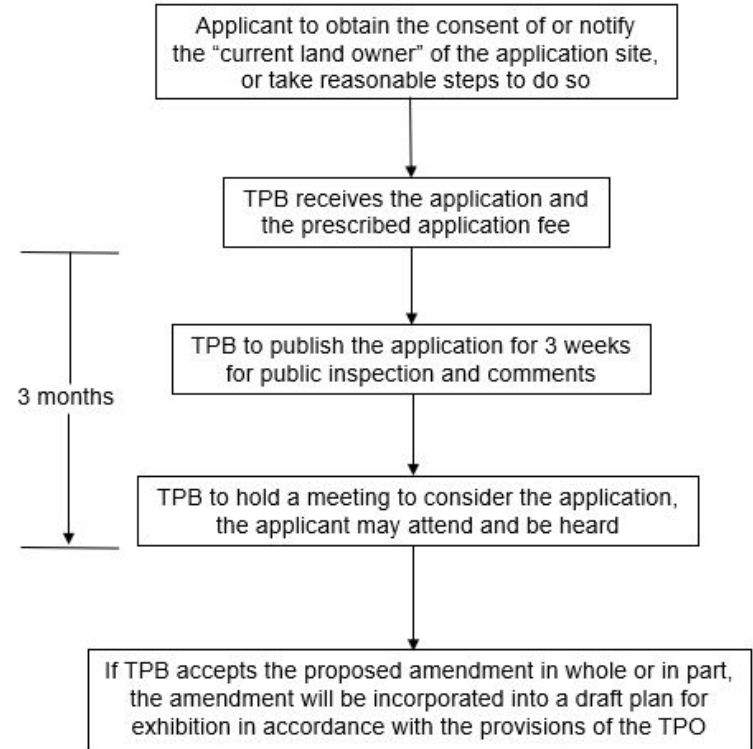 Applicant to obtain the consent of or notify
the “current land owner” of the application site,
or take reasonable steps to do so
TPB receives the application and
the prescribed application fee
TPB to publish the application for 3 weeks
for public inspection and comments
3 months
TPB to hold a meeting to consider the application,
the applicant may attend and be heard
If TPB accepts the proposed amendment in whole or in part,
the amendment will be incorporated into a draft plan for
exhibition in accordance with the provisions of the TPO